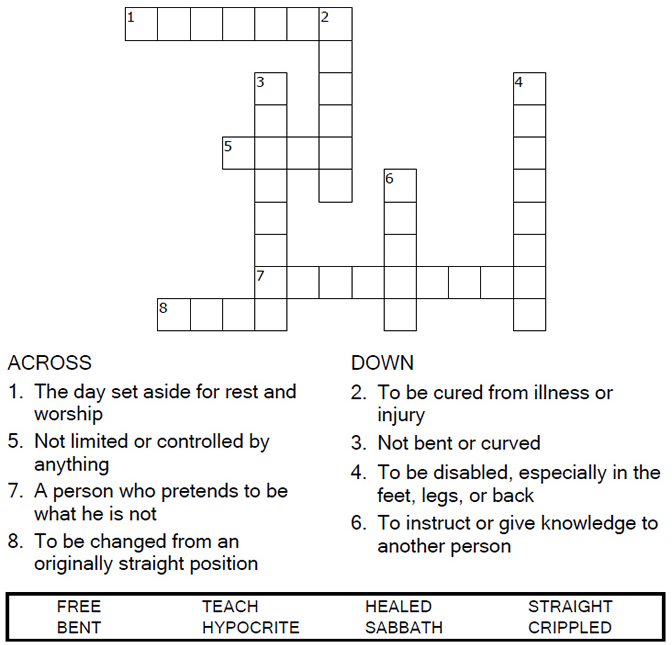 1
2
3
4
5
6
7
8
ACROSS
1. The day set aside for rest and
worship
5. Not limited or controlled by
anything
7. A person who pretends to be
what he is not
8. To be changed from an
originally straight position
DOWN
2. To be cured from illness or
injury
3. Not bent or curved
4. To be disabled, especially in the
feet, legs, or back
6. To instruct or give knowledge to
another person
FREE TEACH HEALED STRAIGHT
BENT HYPOCRITE SABBATH CRIPPLED